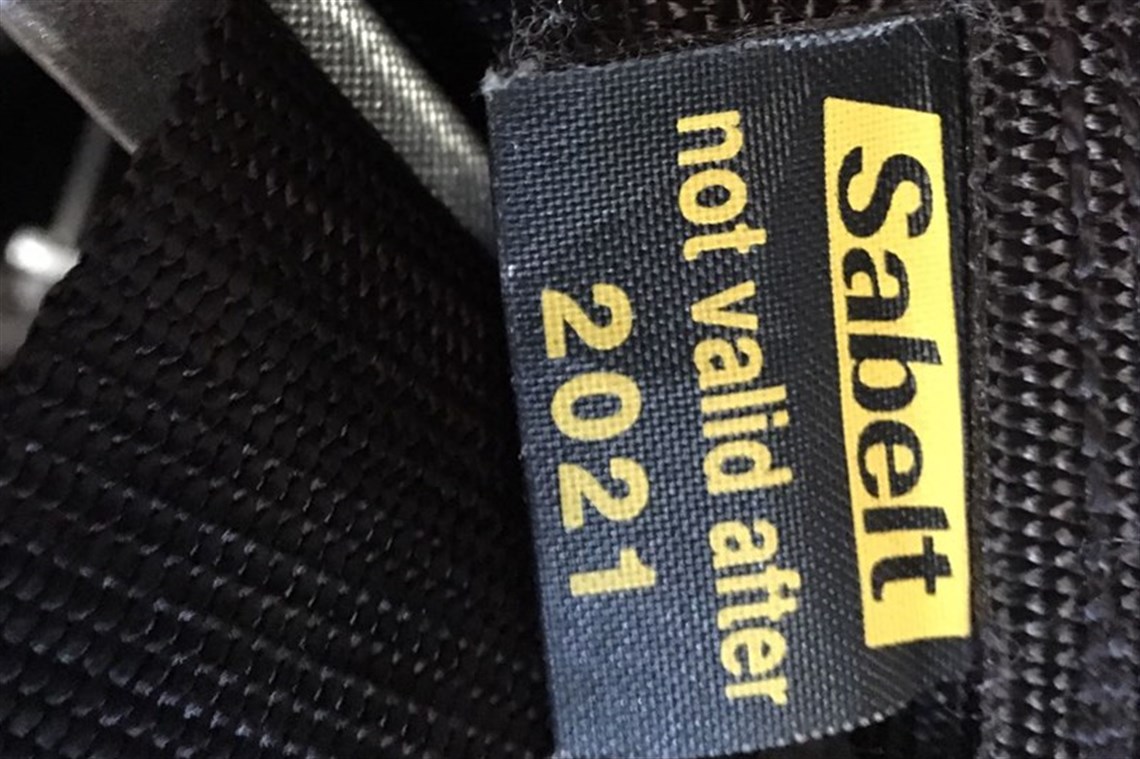 Sabelt
not valid after
2021